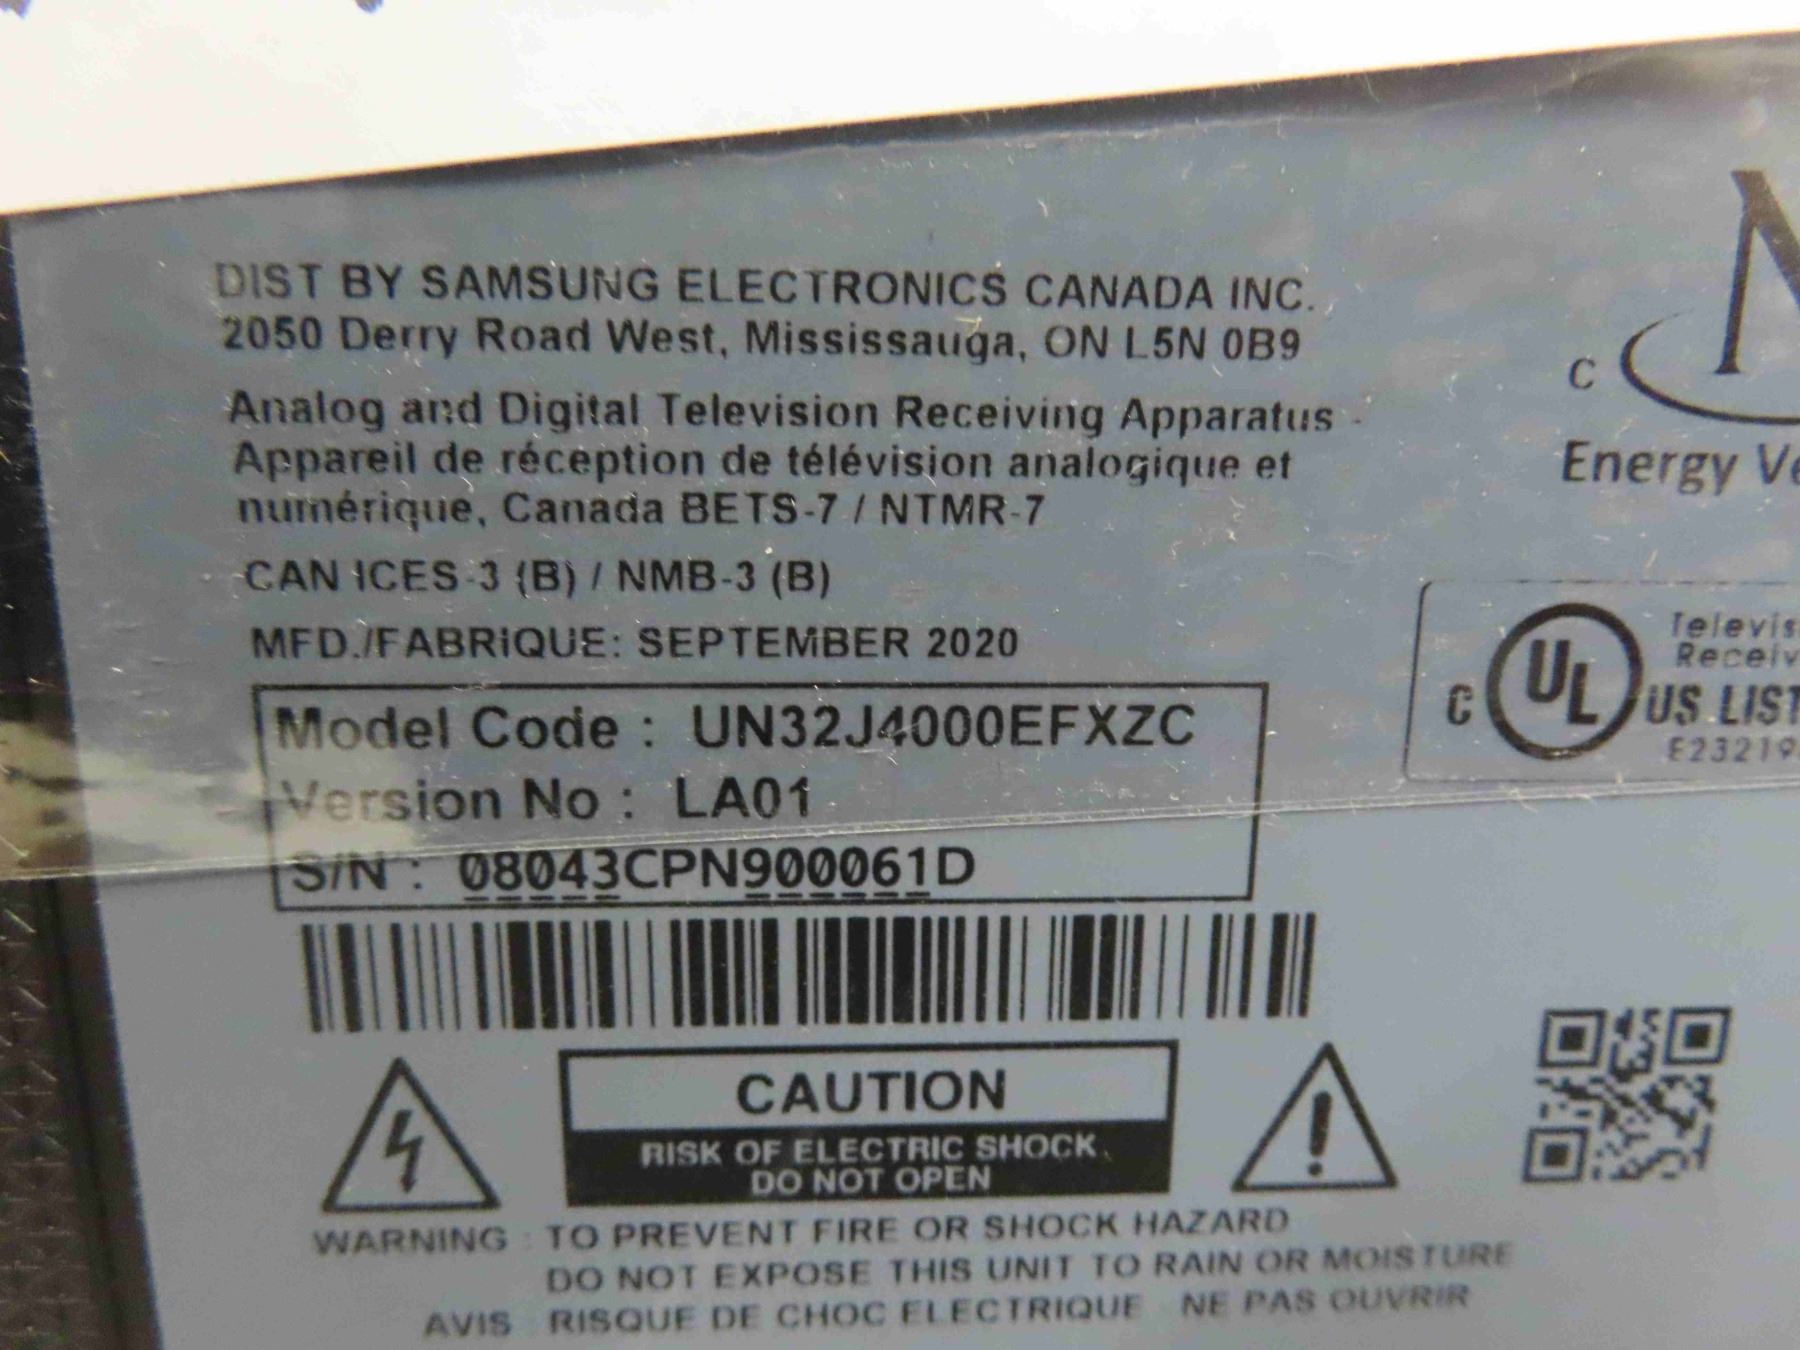 DIST BY SAMSUNG ELECTRONICS CANADA INC.
2050 Derry Road West, Mississauga, ON L5N 0B9
Analog and Digital Television Receiving Apparatus -
Appareil de réception de télévision analogique et
numérique, Canada BETS-7 / NTMR-7
CAN ICES-3 (B) / NMB-3 (B)
MFD./FABRIQUE: SEPTEMBER 2020
Model Code : UN32J4000EFXZC
Version No : LA01
S/N : 08043CPN900061D
C
Energy
C UL US
CAUTION
RISK OF ELECTRIC SHOCK.
DO NOT OPEN
WARNING : TO PREVENT FIRE OR SHOCK HAZARD
DO NOT EXPOSE THIS UNIT TO RAIN OR MOISTURE
AVIS RISQUE DE CHOC ELECTRIQUE NE PAS OUVRIR